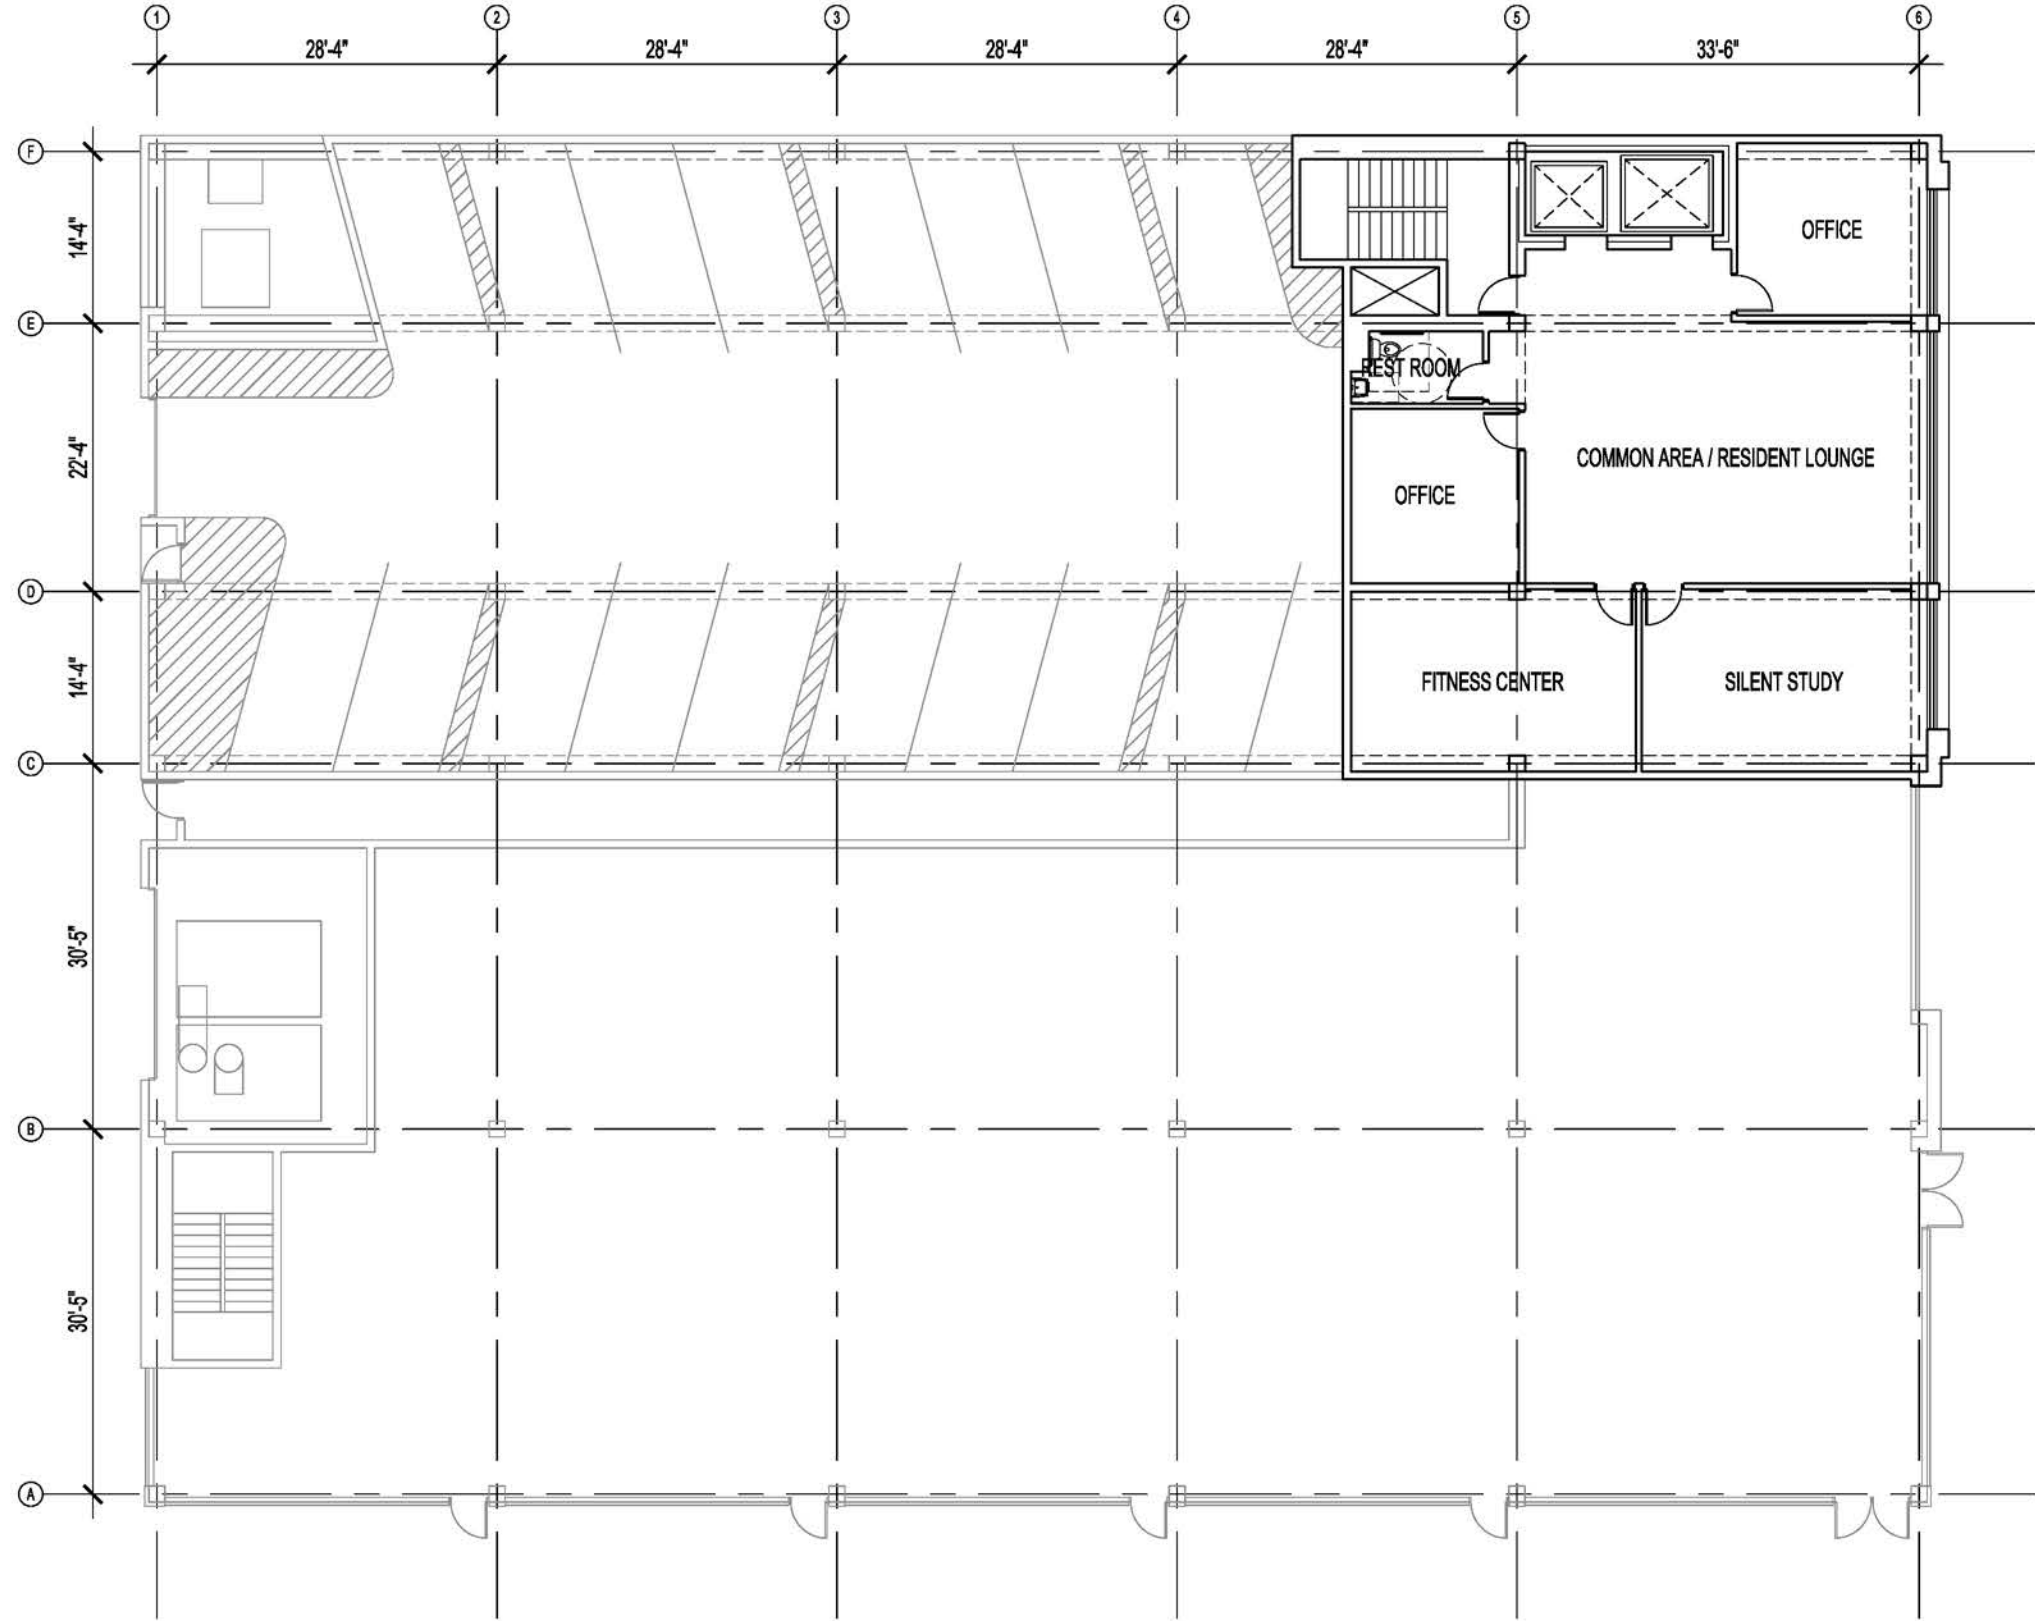 1 2 3 4 5 6
28'-4" 28'-4" 28'-4" 28'-4" 33'-6"
F
14'-4"
OFFICE
E
REST ROOM
22'-4"
COMMON AREA / RESIDENT LOUNGE
OFFICE
D
14'-4"
FITNESS CENTER
SILENT STUDY
C
30'-5"
B
30'-5"
A